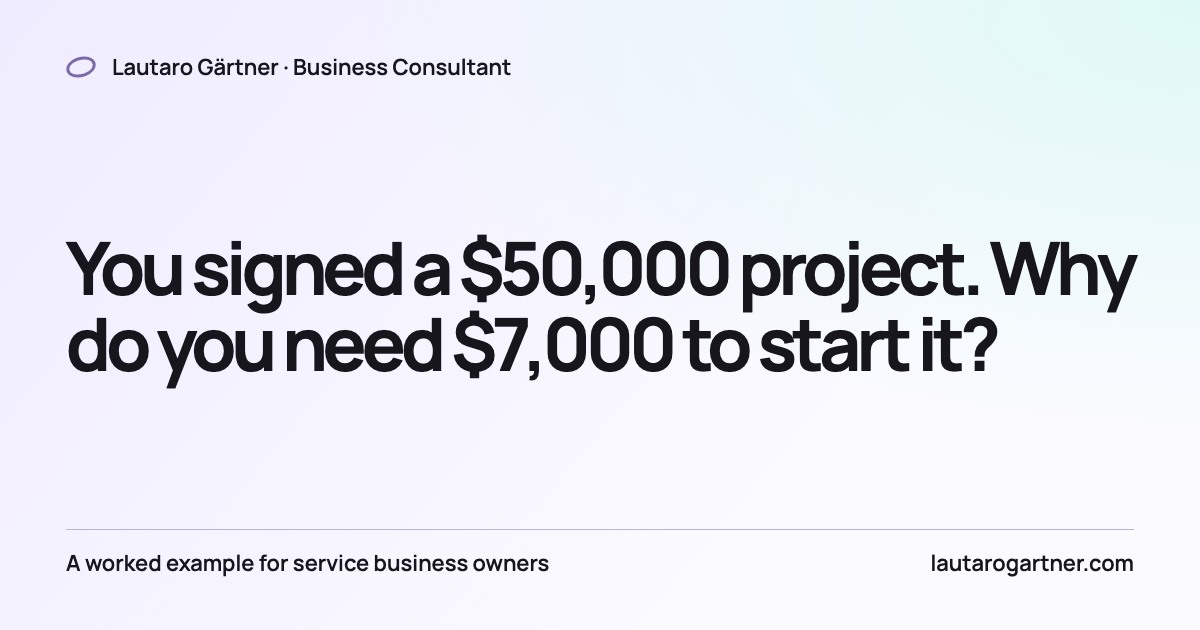 Lautaro Gärtner · Business Consultant
You signed a $50,000 project. Why
do you need $7,000 to start it?
A worked example for service business owners
lautarogartner.com